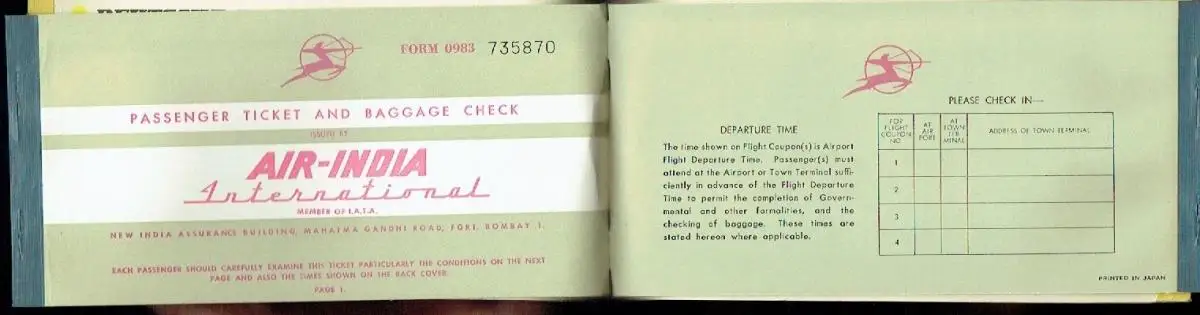 FORM 0983 735870
PASSENGER TICKET AND BAGGAGE CHECK
ISSUED BY
AIR-INDIA
International
MEMBER OF I.A.T.A.
NEW INDIA ASSURANCE BUILDING, MAHATMA GANDHI ROAD, FORT, BOMBAY 1.
EACH PASSENGER SHOULD CAREFULLY EXAMINE THIS TICKET PARTICULARLY THE CONDITIONS ON THE NEXT
PAGE AND ALSO THE TIMES SHOWN ON THE BACK COVER.
PAGE 1.
DEPARTURE TIME
The time shown on Flight Coupon(s) is Airport
Flight Departure Time. Passenger(s) must
attend at the Airport or Town Terminal suffi-
ciently in advance of the Flight Departure
Time to permit the completion of Govern-
mental and other formalities, and the
checking of baggage. These times are
stated hereon where applicable.
PLEASE CHECK IN—
FOR FLIGHT COUPON NO.
AT AIR PORT
AT TOWN TER MINAL
ADDRESS OF TOWN TERMINAL
1
2
3
4
PRINTED IN JAPAN